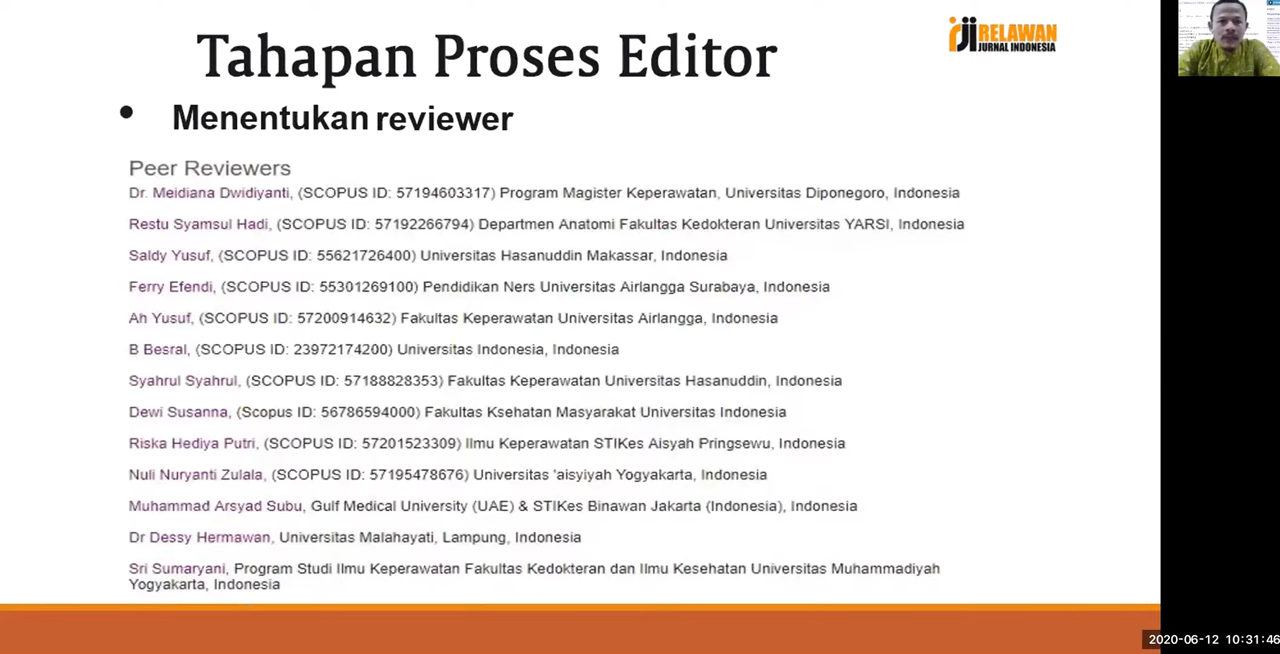 Tahapan Proses Editor
RELAWAN
JURNAL INDONESIA
• Menentukan reviewer
Peer Reviewers
Dr. Meidiana Dwidiyanti, (SCOPUS ID: 57194603317) Program Magister Keperawatan, Universitas Diponegoro, Indonesia
Restu Syamsul Hadi, (SCOPUS ID: 57192266794) Departmen Anatomi Fakultas Kedokteran Universitas YARSI, Indonesia
Saldy Yusuf, (SCOPUS ID: 55621726400) Universitas Hasanuddin Makassar, Indonesia
Ferry Efendi, (SCOPUS ID: 55301269100) Pendidikan Ners Universitas Airlangga Surabaya, Indonesia
Ah Yusuf, (SCOPUS ID: 57200914632) Fakultas Keperawatan Universitas Airlangga, Indonesia
B Besral, (SCOPUS ID: 23972174200) Universitas Indonesia, Indonesia
Syahrul Syahrul, (SCOPUS ID: 57188828353) Fakultas Keperawatan Universitas Hasanuddin, Indonesia
Dewi Susanna, (Scopus ID: 56786594000) Fakultas Ksehatan Masyarakat Universitas Indonesia
Riska Hediya Putri, (SCOPUS ID: 57201523309) Ilmu Keperawatan STIKes Aisyah Pringsewu, Indonesia
Nuli Nuryanti Zulala, (SCOPUS ID: 57195478676) Universitas 'aisyiyah Yogyakarta, Indonesia
Muhammad Arsyad Subu, Gulf Medical University (UAE) & STIKes Binawan Jakarta (Indonesia), Indonesia
Dr Dessy Hermawan, Universitas Malahayati, Lampung, Indonesia
Sri Sumaryani, Program Studi Ilmu Keperawatan Fakultas Kedokteran dan Ilmu Kesehatan Universitas Muhammadiyah
Yogyakarta, Indonesia
2020-06-12 10:31:46